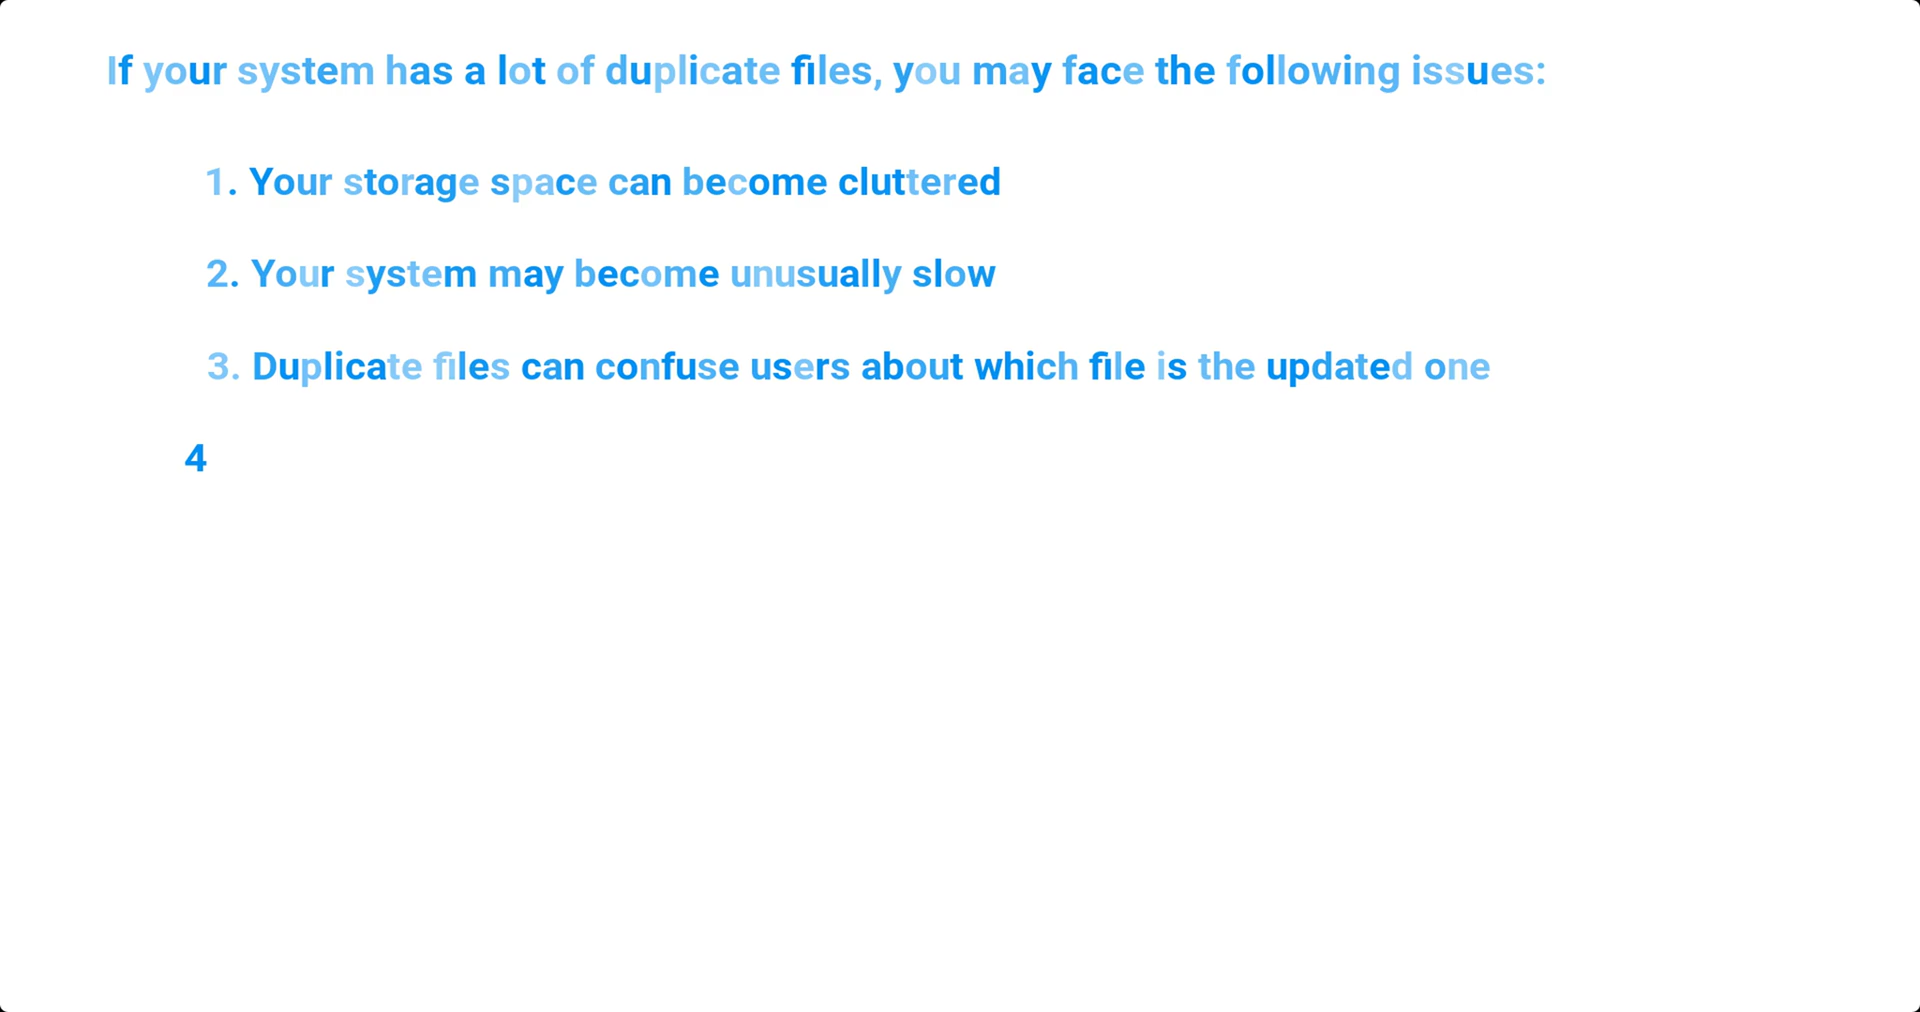 If your system has a lot of duplicate files, you may face the following issues:
1. Your storage space can become cluttered
2. Your system may become unusually slow
3. Duplicate files can confuse users about which file is the updated one
4